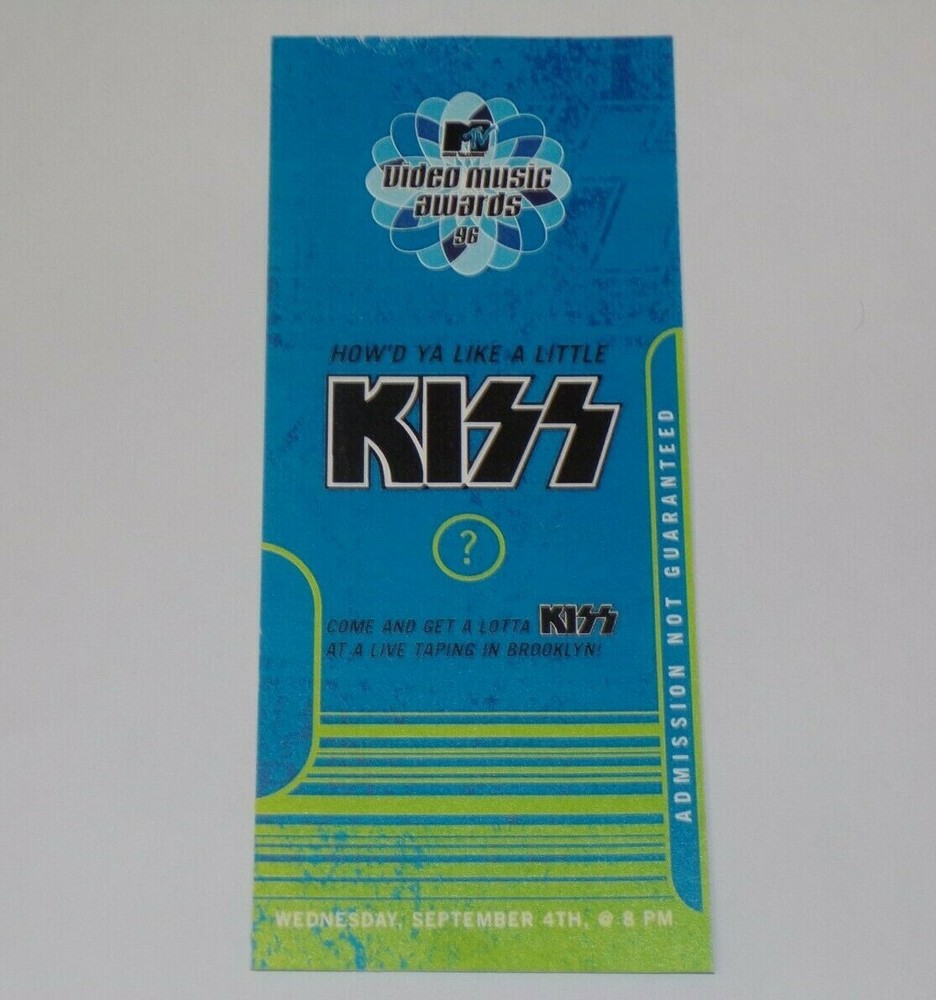 MTV
Video music
awards
96
HOW'D YA LIKE A LITTLE
KISS
?
COME AND GET A LOTTA KISS
AT A LIVE TAPING IN BROOKLYN!
ADMISSION NOT GUARANTEED
WEDNESDAY, SEPTEMBER 4TH, @ 8 PM